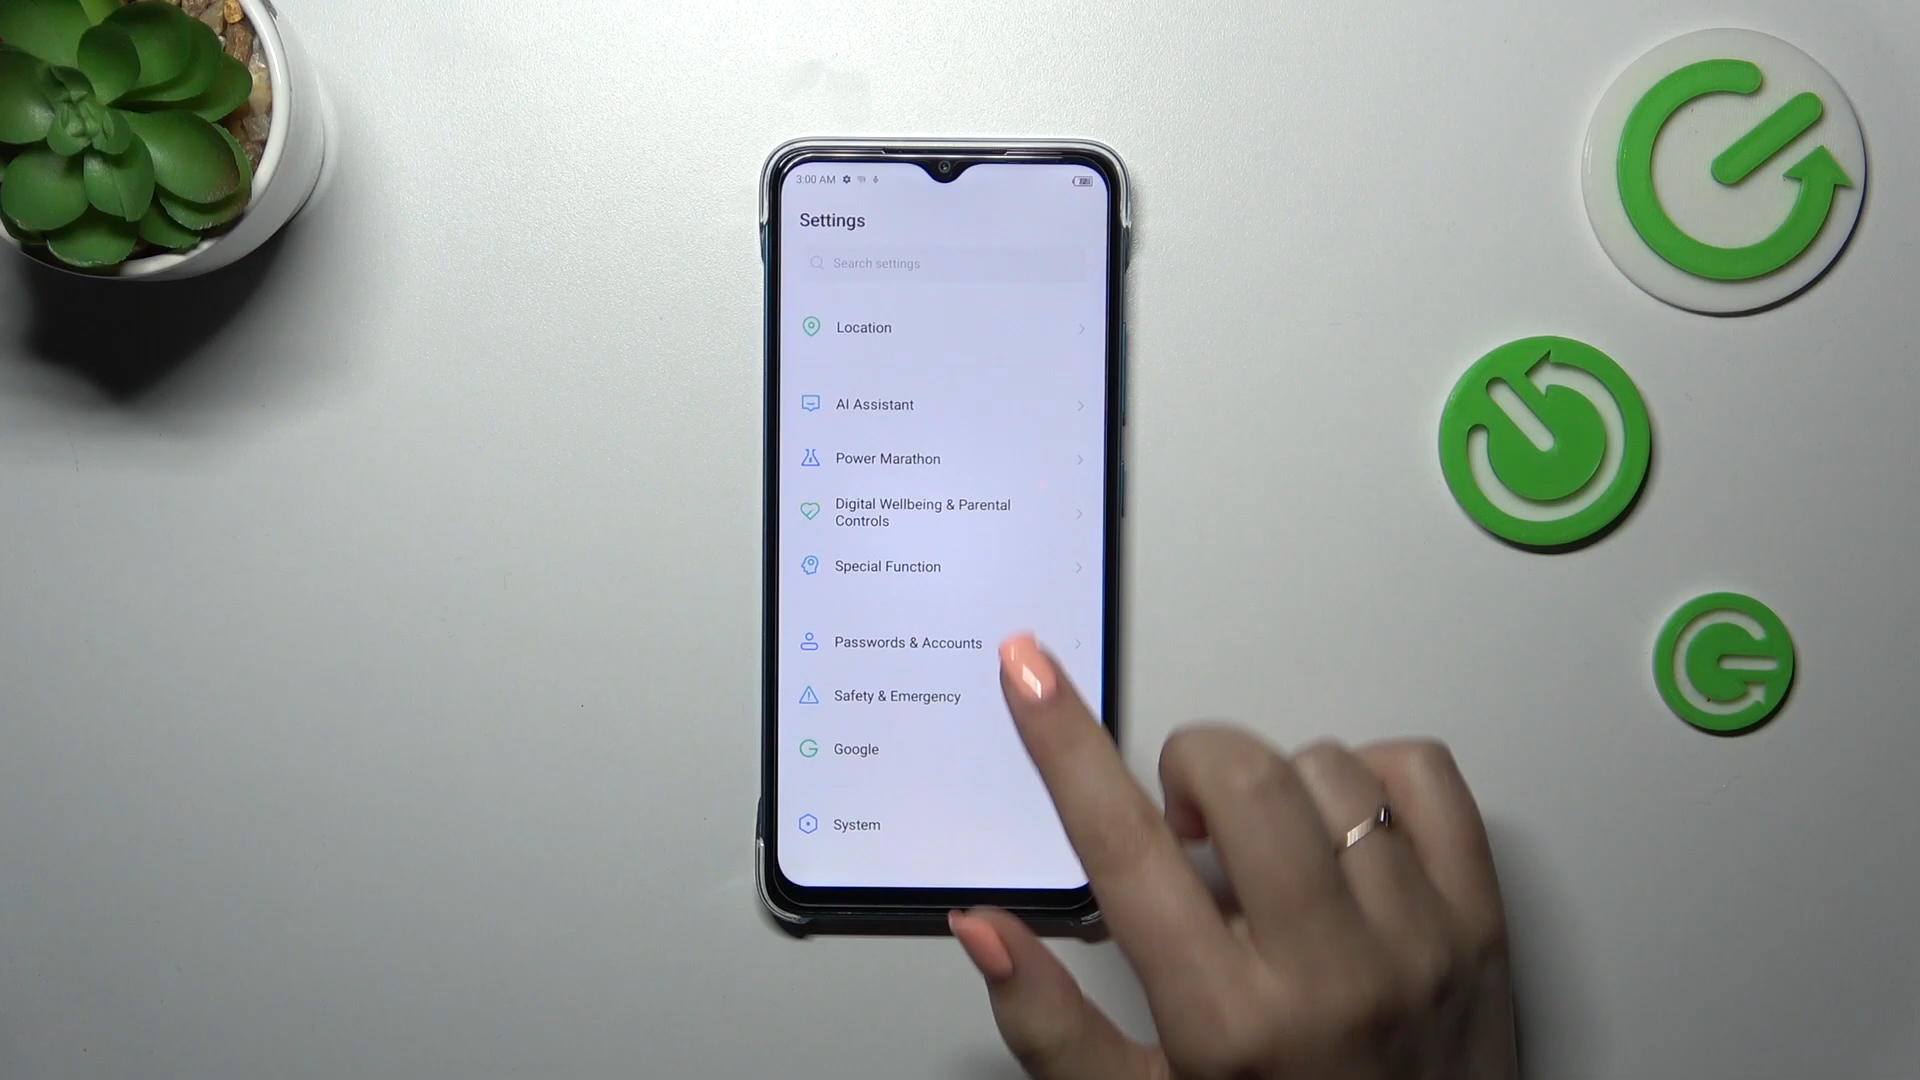 3:00 AM
Settings
Search settings
Location
AI Assistant
Power Marathon
Digital Wellbeing & Parental
Controls
Special Function
Passwords & Accounts
Safety & Emergency
Google
System